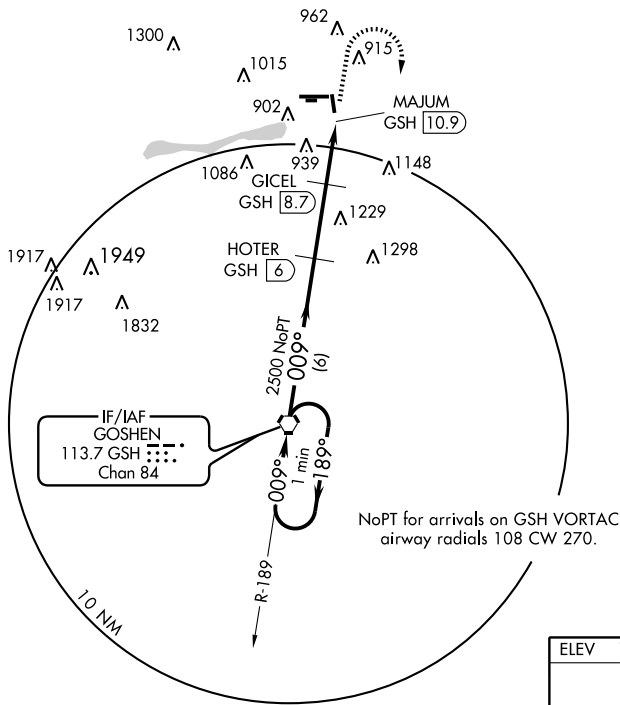 962
1300
915
1015
MAJUM
GSH 10.9
902
939
1086
1148
GICEL
GSH 8.7
1229
HOTER
GSH 6
1298
1917
1949
1917
1832
2500 NoPT
009°
(6)
IF/IAF
GOSHEN
113.7 GSH
Chan 84
009°
1 min
189°
NoPT for arrivals on GSH VORTAC
airway radials 108 CW 270.
R-189
10 NM
ELEV